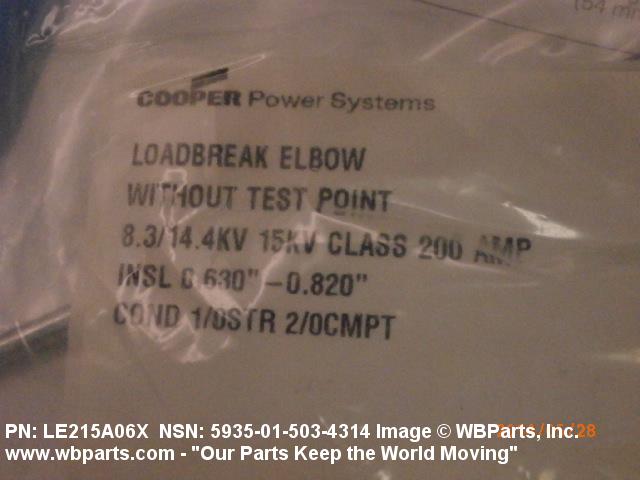 (54 mm
COOPER Power Systems
LOADBREAK ELBOW
WITHOUT TEST POINT
8.3/14.4KV 15KV CLASS 200 AMP
INSL 0.630"-0.820"
COND 1/0STR 2/0CMPT
PN: LE215A06X NSN: 5935-01-503-4314 Image © WBParts, Inc.
www.wbparts.com - "Our Parts Keep the World Moving"